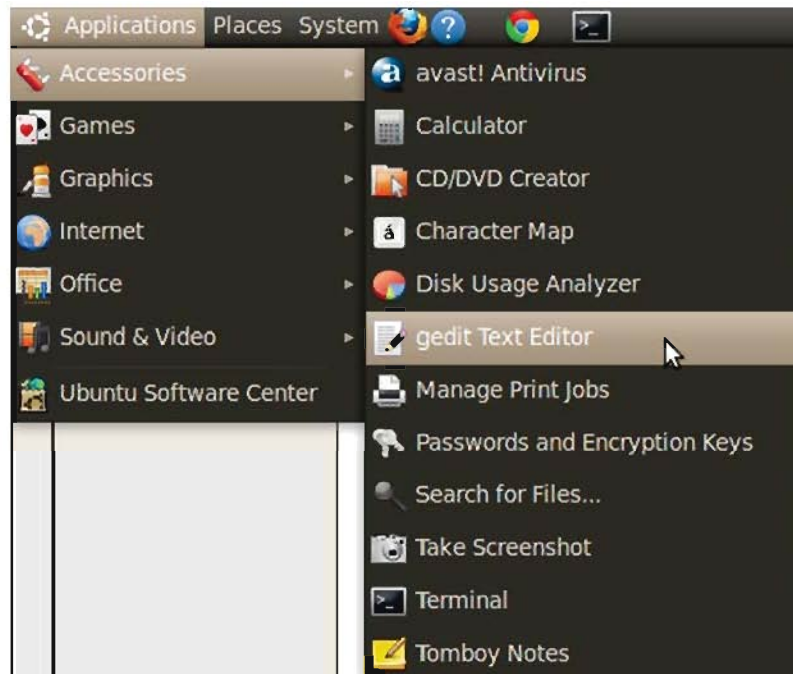 Applications Places System
Accessories
Games
Graphics
Internet
Office
Sound & Video
Ubuntu Software Center
avast! Antivirus
Calculator
CD/DVD Creator
Character Map
Disk Usage Analyzer
gedit Text Editor
Manage Print Jobs
Passwords and Encryption Keys
Search for Files...
Take Screenshot
Terminal
Tomboy Notes